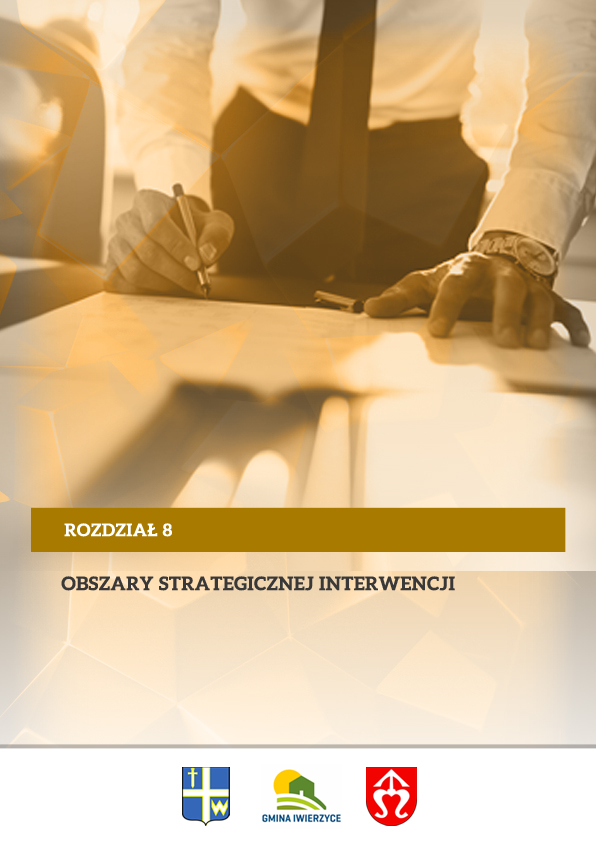 ROZDZIAŁ 8
OBSZARY STRATEGICZNEJ INTERWENCJI
W
GMINA IWIERZYCE